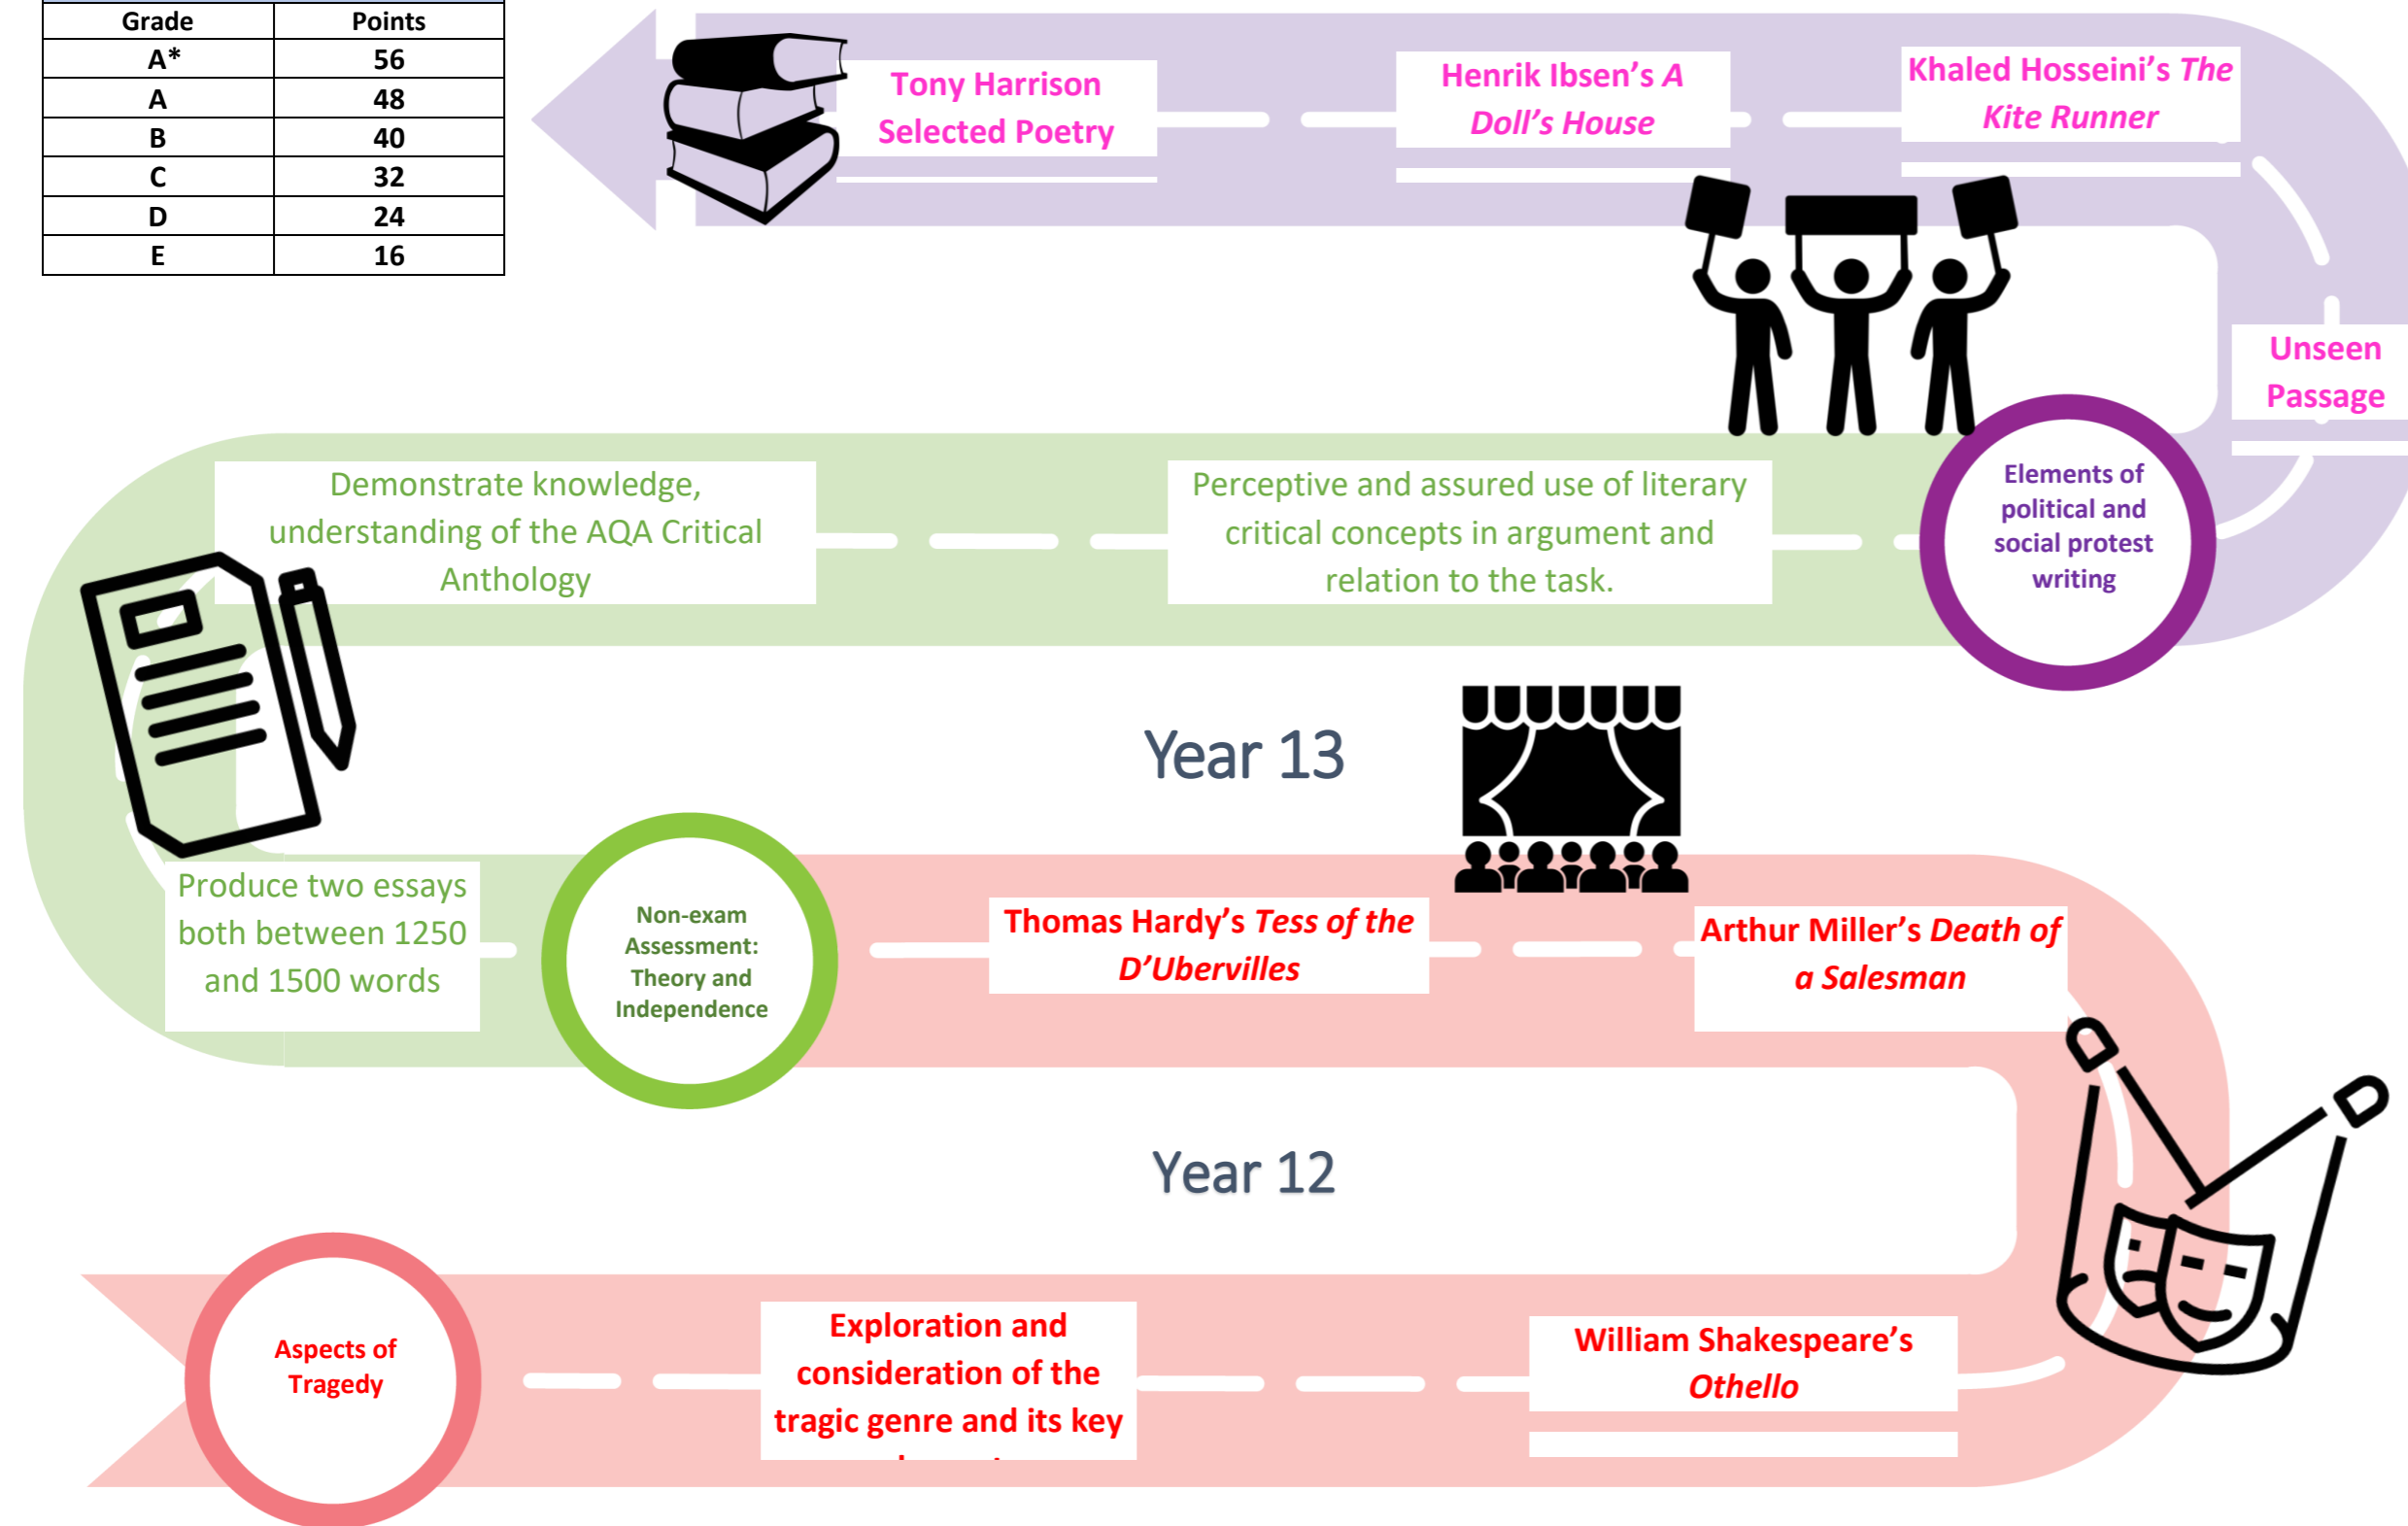 Grade Points
A* 56
A 48
B 40
C 32
D 24
E 16
Tony Harrison
Selected Poetry
Henrik Ibsen’s A
Doll’s House
Khaled Hosseini’s The
Kite Runner
Unseen
Passage
Demonstrate knowledge,
understanding of the AQA Critical
Anthology
Perceptive and assured use of literary
critical concepts in argument and
relation to the task.
Elements of
political and
social protest
writing
Year 13
Produce two essays
both between 1250
and 1500 words
Non-exam
Assessment:
Theory and
Independence
Thomas Hardy’s Tess of the
D’Ubervilles
Arthur Miller’s Death of
a Salesman
Year 12
Aspects of
Tragedy
Exploration and
consideration of the
tragic genre and its key
William Shakespeare’s
Othello